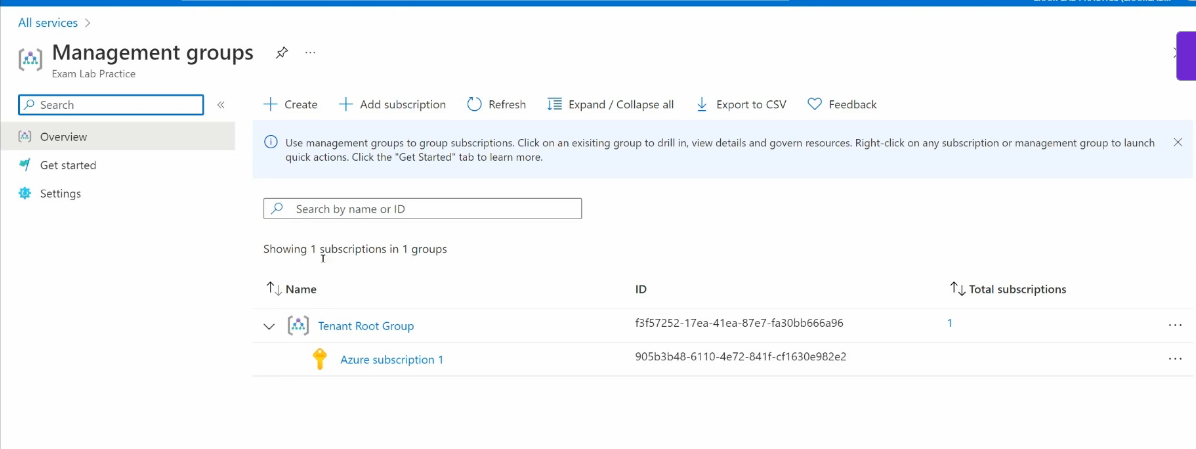 All services >
Management groups
Exam Lab Practice
Search
Create
Add subscription
Refresh
Expand / Collapse all
Export to CSV
Feedback
Overview
Get started
Settings
Use management groups to group subscriptions. Click on an exisiting group to drill in, view details and govern resources. Right-click on any subscription or management group to launch
quick actions. Click the "Get Started" tab to learn more.
Search by name or ID
Showing 1 subscriptions in 1 groups
Name ID Total subscriptions
Tenant Root Group f3f57252-17ea-41ea-87e7-fa30bb666a96 1
Azure subscription 1 905b3b48-6110-4e72-841f-cf1630e982e2